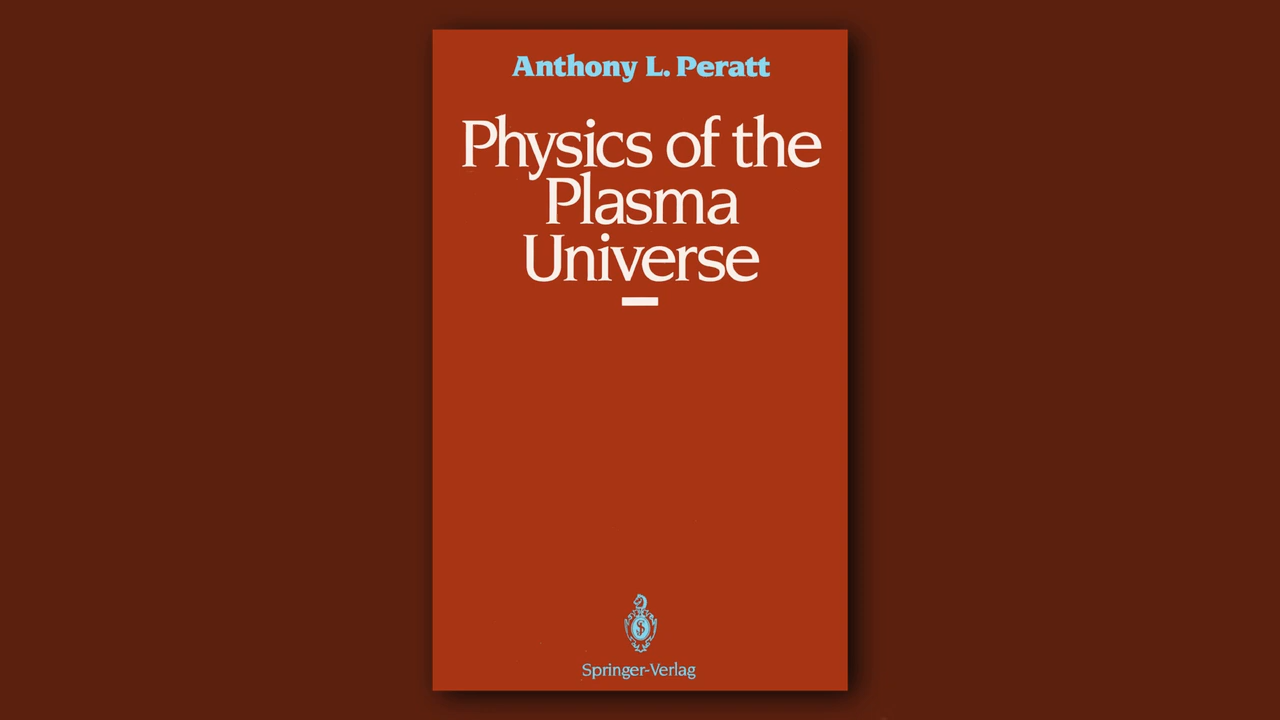 Anthony L. Peratt
Physics of the
Plasma
Universe
Springer-Verlag